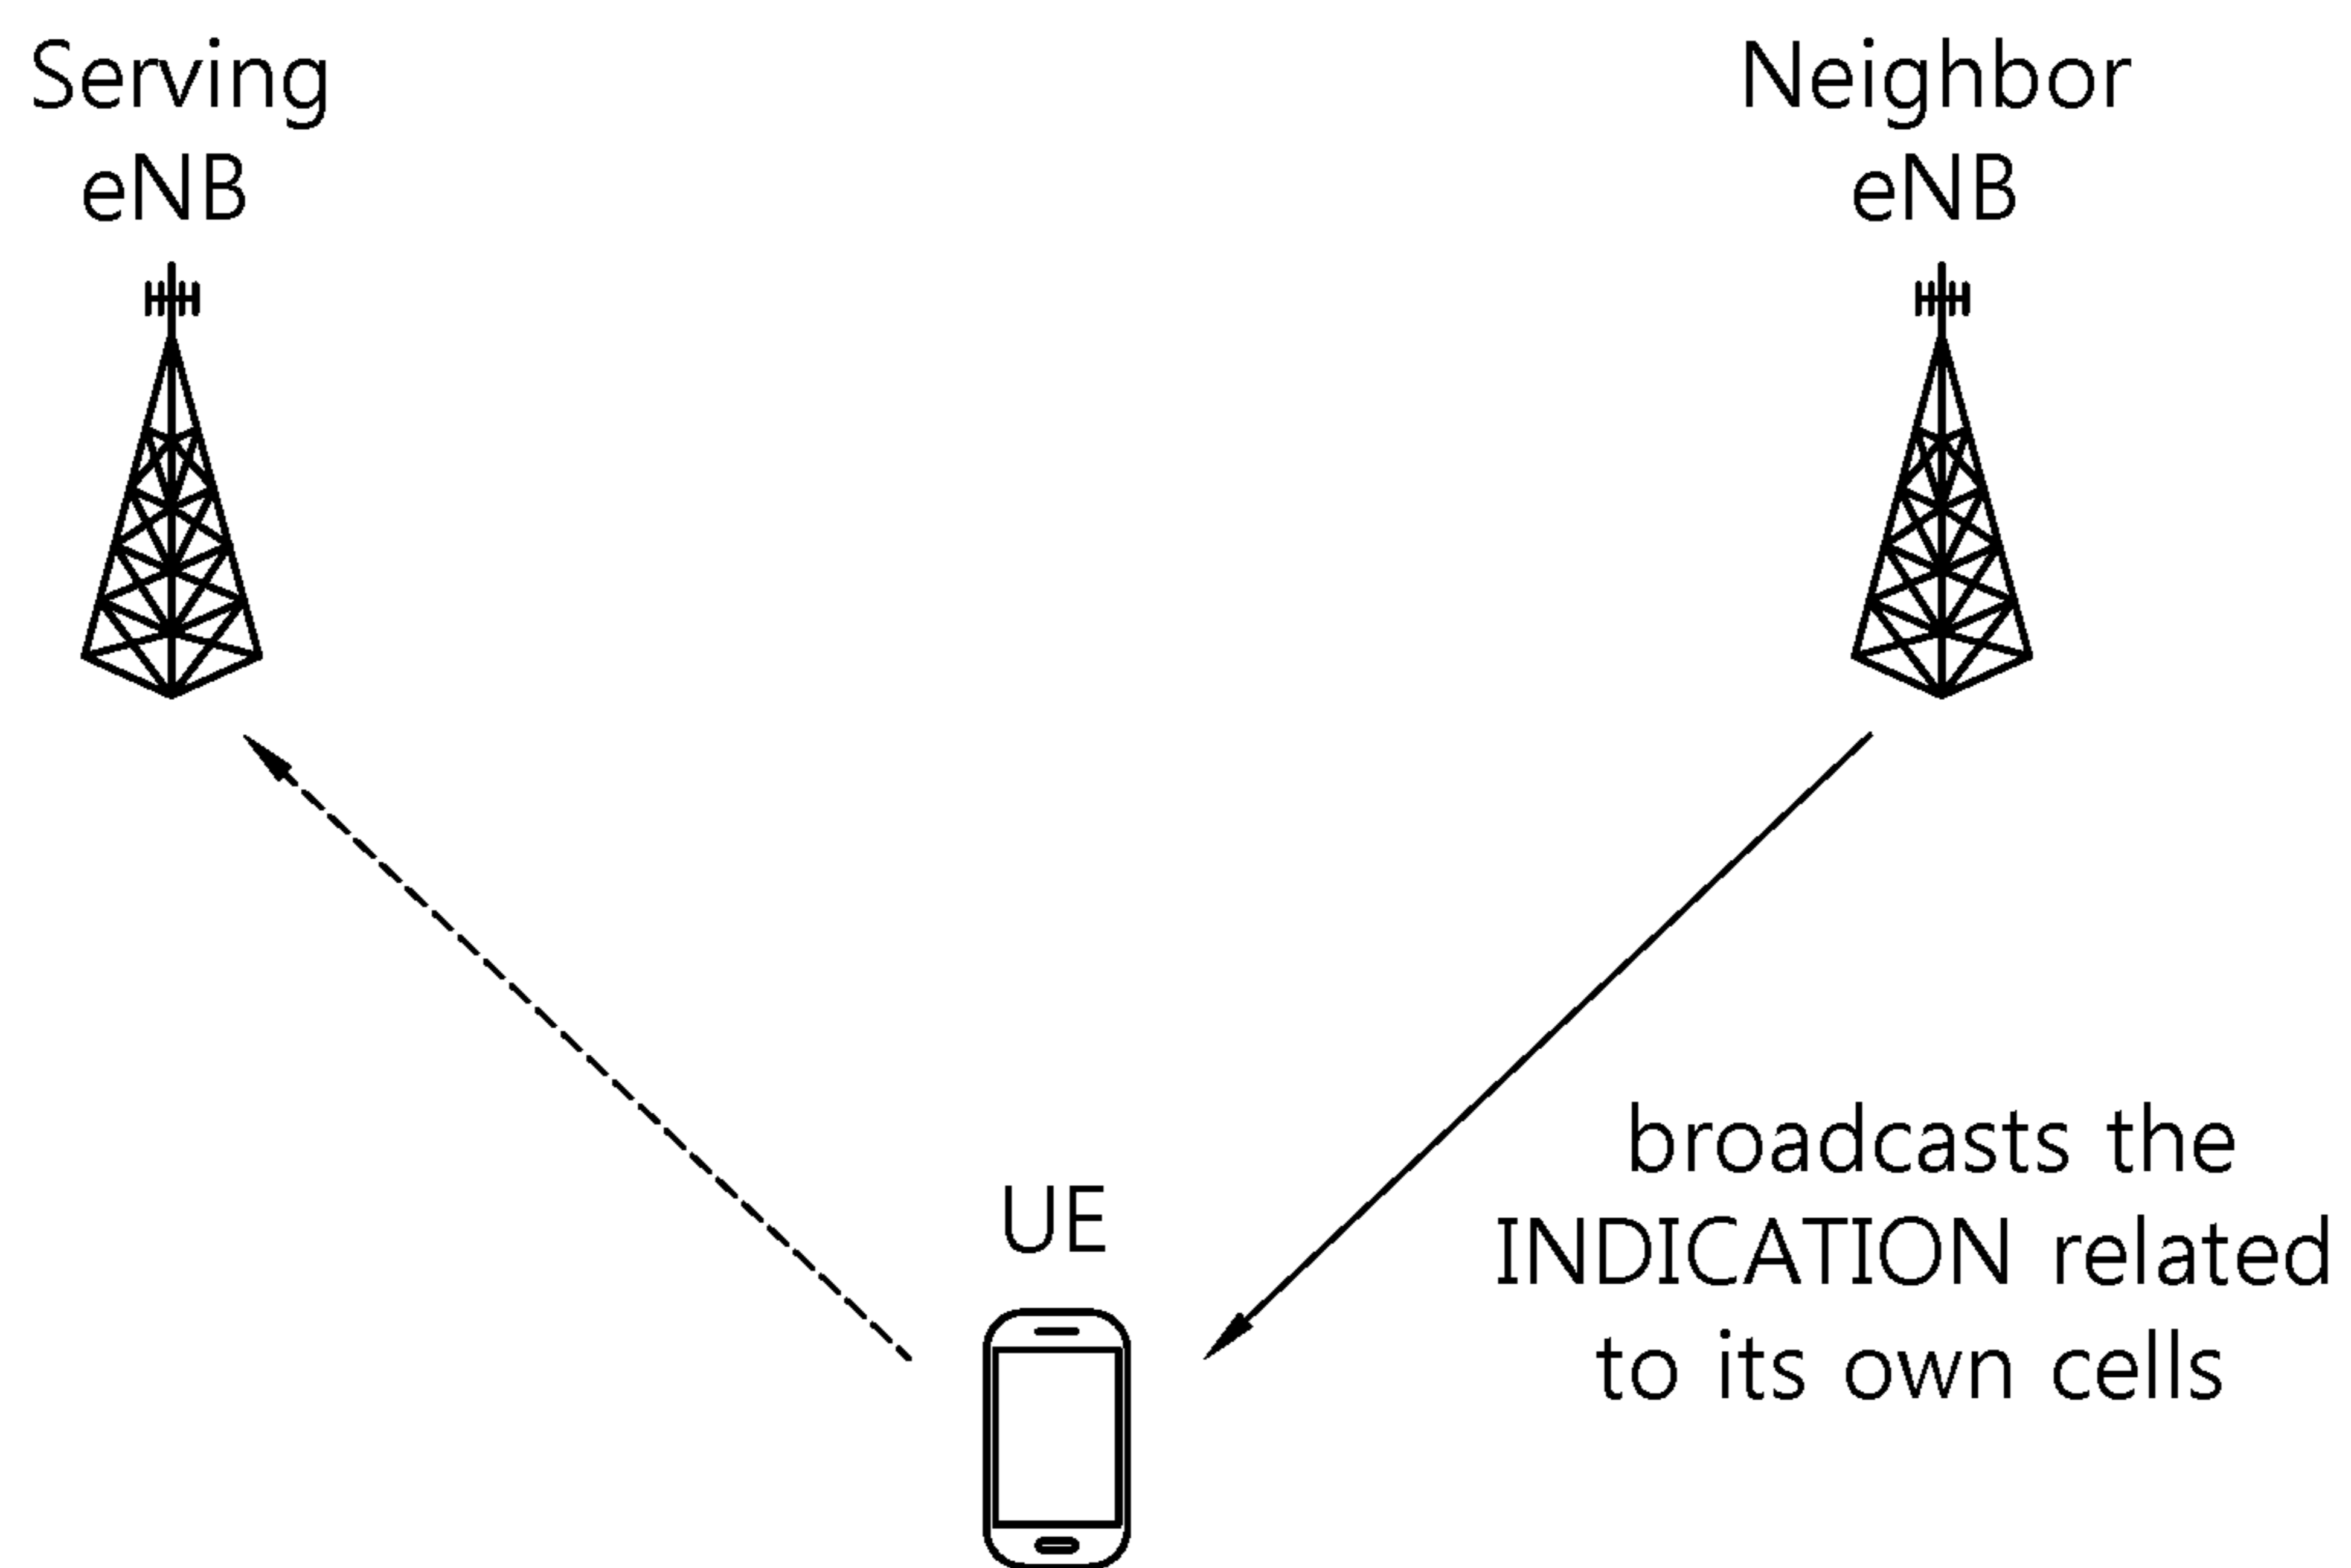 Serving
eNB
Neighbor
eNB
UE
broadcasts the
INDICATION related
to its own cells